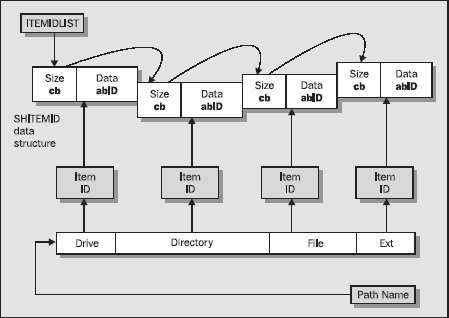 ITEMIDLIST
Size
cb
Data
abID
Size
cb
Data
abID
Size
cb
Data
abID
Size
cb
Data
abID
SHITEMID
data
structure
Item
ID
Item
ID
Item
ID
Item
ID
Drive
Directory
File
Ext
Path Name